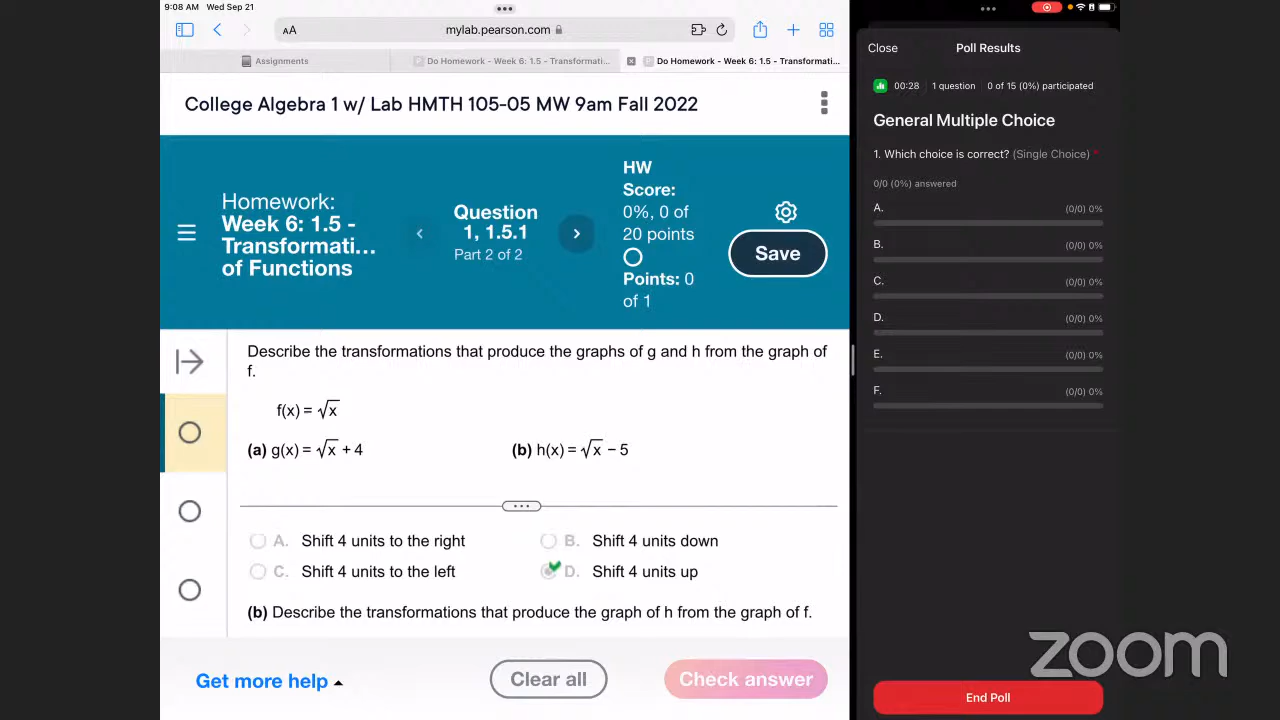 9:08 AM Wed Sep 21
AA
mylab.pearson.com
Assignments
Do Homework - Week 6: 1.5 - Transformati...
Do Homework - Week 6: 1.5 - Transformati...
College Algebra 1 w/ Lab HMTH 105-05 MW 9am Fall 2022
Homework:
Week 6: 1.5 -
Transformati...
of Functions
Question
1, 1.5.1
Part 2 of 2
HW
Score:
0%, 0 of
20 points
Points: 0
of 1
Save
Describe the transformations that produce the graphs of g and h from the graph of
f.
f(x) = √x
(a) g(x) = √x + 4
(b) h(x) = √x − 5
A. Shift 4 units to the right
B. Shift 4 units down
C. Shift 4 units to the left
D. Shift 4 units up
(b) Describe the transformations that produce the graph of h from the graph of f.
Get more help
Clear all
Check answer
Close
Poll Results
00:28
1 question
0 of 15 (0%) participated
General Multiple Choice
1. Which choice is correct? (Single Choice) *
0/0 (0%) answered
A. (0/0) 0%
B. (0/0) 0%
C. (0/0) 0%
D. (0/0) 0%
E. (0/0) 0%
F. (0/0) 0%
End Poll
zoom